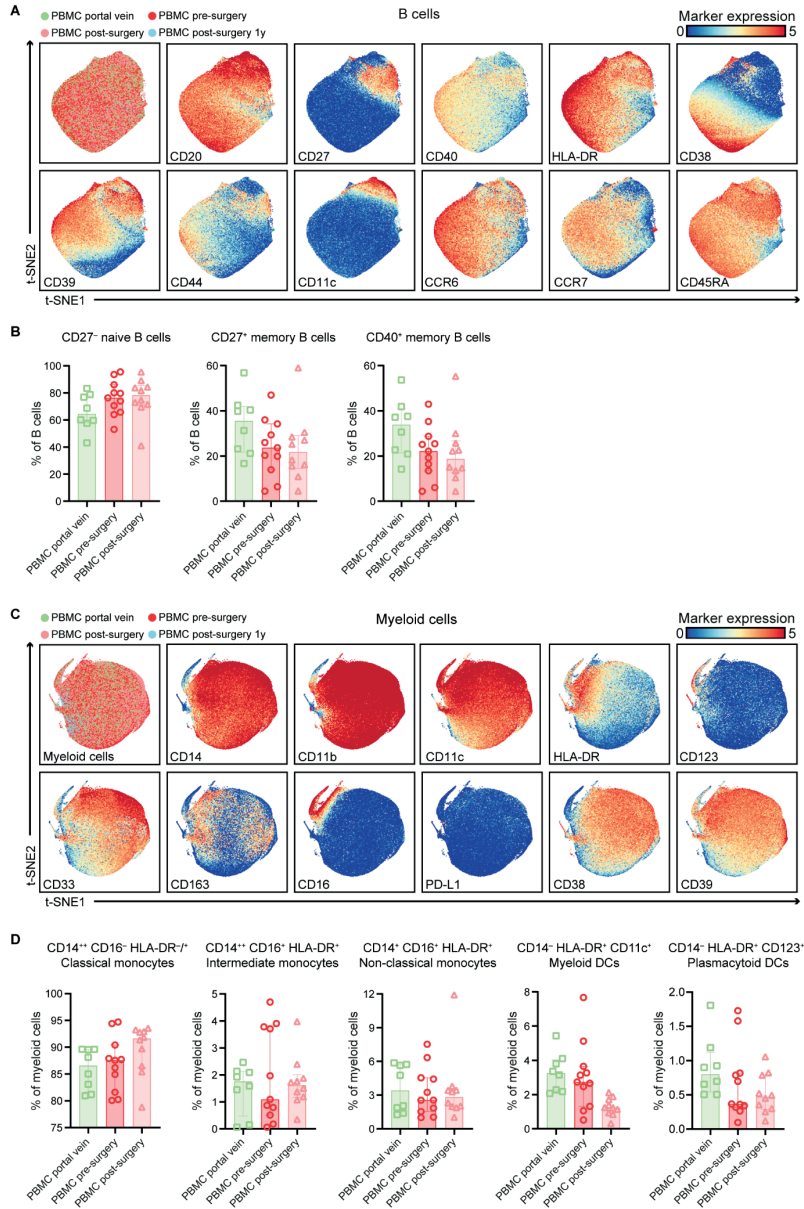 A
PBMC portal vein
PBMC pre-surgery
PBMC post-surgery
PBMC post-surgery 1y
B cells
Marker expression
0
5
CD20
CD27
CD40
HLA-DR
CD38
CD39
CD44
CD11c
CCR6
CCR7
CD45RA
t-SNE2
t-SNE1
B
CD27⁻ naive B cells
CD27⁺ memory B cells
CD40⁺ memory B cells
% of B cells
100
80
60
40
20
0
PBMC portal vein
PBMC pre-surgery
PBMC post-surgery
% of B cells
60
40
20
0
PBMC portal vein
PBMC pre-surgery
PBMC post-surgery
% of B cells
60
40
20
0
PBMC portal vein
PBMC pre-surgery
PBMC post-surgery
C
PBMC portal vein
PBMC pre-surgery
PBMC post-surgery
PBMC post-surgery 1y
Myeloid cells
Marker expression
0
5
Myeloid cells
CD14
CD11b
CD11c
HLA-DR
CD123
CD33
CD163
CD16
PD-L1
CD38
CD39
t-SNE2
t-SNE1
D
CD14⁺⁺ CD16⁻ HLA-DR⁻/⁺
Classical monocytes
CD14⁺⁺ CD16⁺ HLA-DR⁺
Intermediate monocytes
CD14⁺ CD16⁺ HLA-DR⁺
Non-classical monocytes
CD14⁻ HLA-DR⁺ CD11c⁺
Myeloid DCs
CD14⁻ HLA-DR⁺ CD123⁺
Plasmacytoid DCs
% of myeloid cells
100
95
90
85
80
75
PBMC portal vein
PBMC pre-surgery
PBMC post-surgery
% of myeloid cells
5
4
3
2
1
0
PBMC portal vein
PBMC pre-surgery
PBMC post-surgery
% of myeloid cells
12
9
6
3
0
PBMC portal vein
PBMC pre-surgery
PBMC post-surgery
% of myeloid cells
10
8
6
4
2
0
PBMC portal vein
PBMC pre-surgery
PBMC post-surgery
% of myeloid cells
2.0
1.5
1.0
0.5
0.0
PBMC portal vein
PBMC pre-surgery
PBMC post-surgery